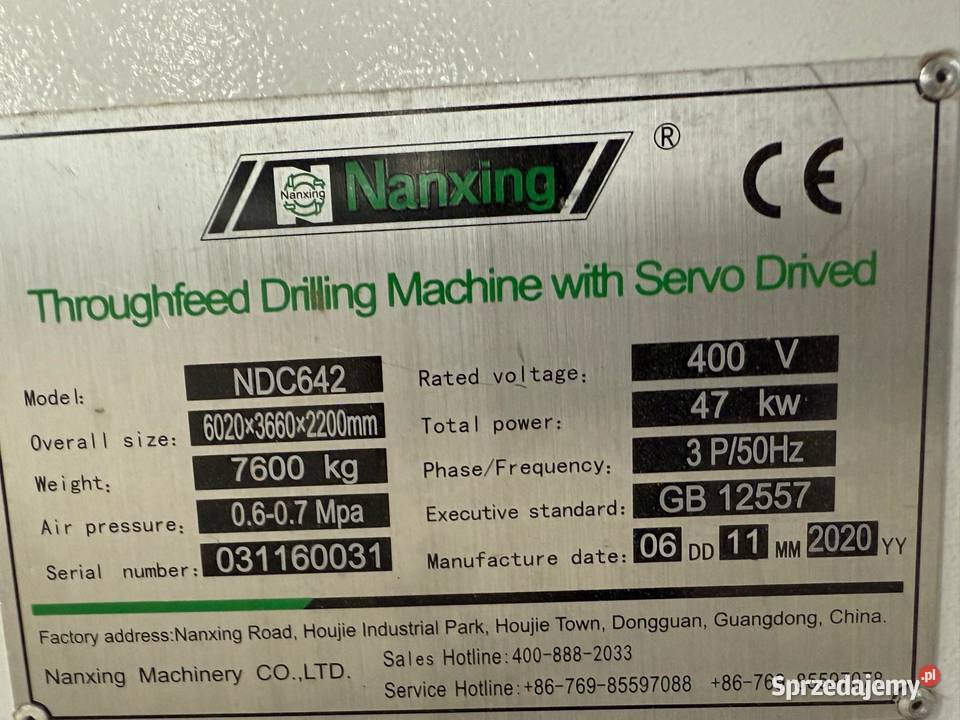 Nanxing Nanxing ®
CE
Throughfeed Drilling Machine with Servo Drived
Model: NDC642
Overall size: 6020×3660×2200mm
Weight: 7600 kg
Air pressure: 0.6-0.7 Mpa
Serial number: 031160031
Rated voltage: 400 V
Total power: 47 kw
Phase/Frequency: 3 P/50Hz
Executive standard: GB 12557
Manufacture date: 06 DD 11 MM 2020 YY
Factory address:Nanxing Road, Houjie Industrial Park, Houjie Town, Dongguan, Guangdong, China.
Nanxing Machinery CO.,LTD.
Sales Hotline:400-888-2033
Service Hotline:+86-769-85597088
Sprzedajemy.pl